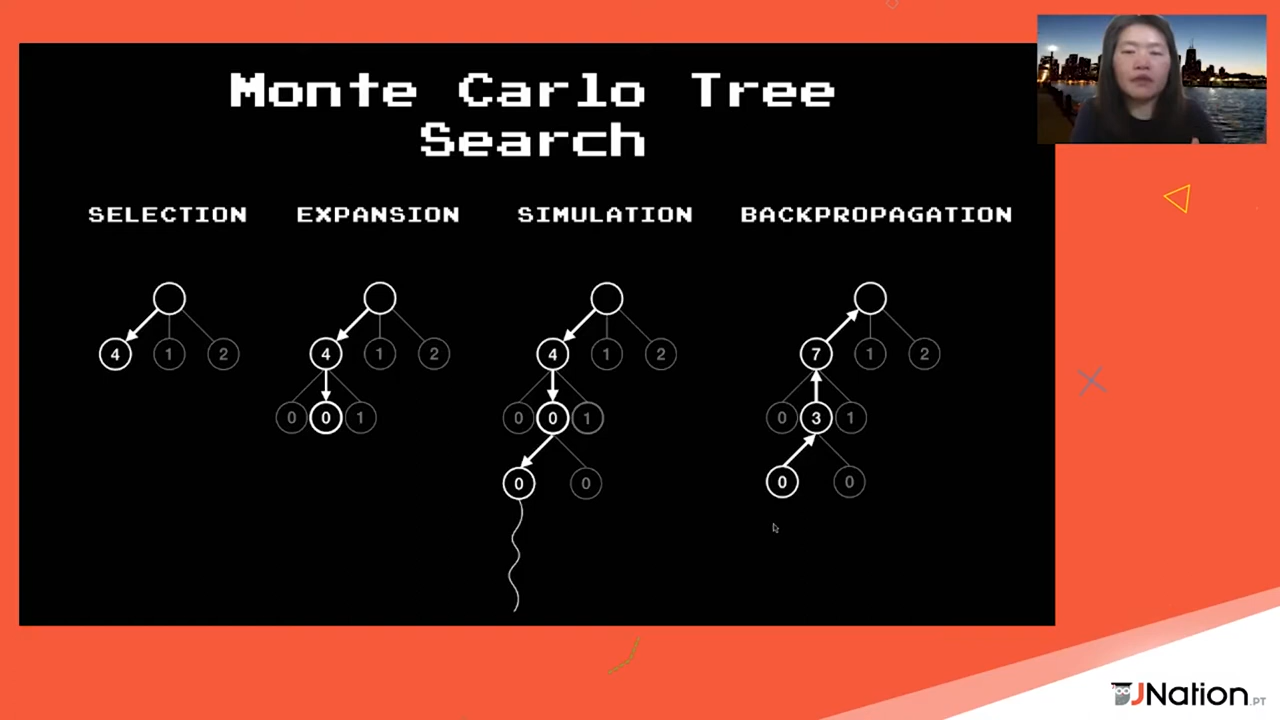 Monte Carlo Tree
Search
SELECTION EXPANSION SIMULATION BACKPROPAGATION
4 1 2 4 1 2 4 1 2 7 1 2
0 0 1 0 0 1 0 3 1
0 0 0 0
JNation.PT